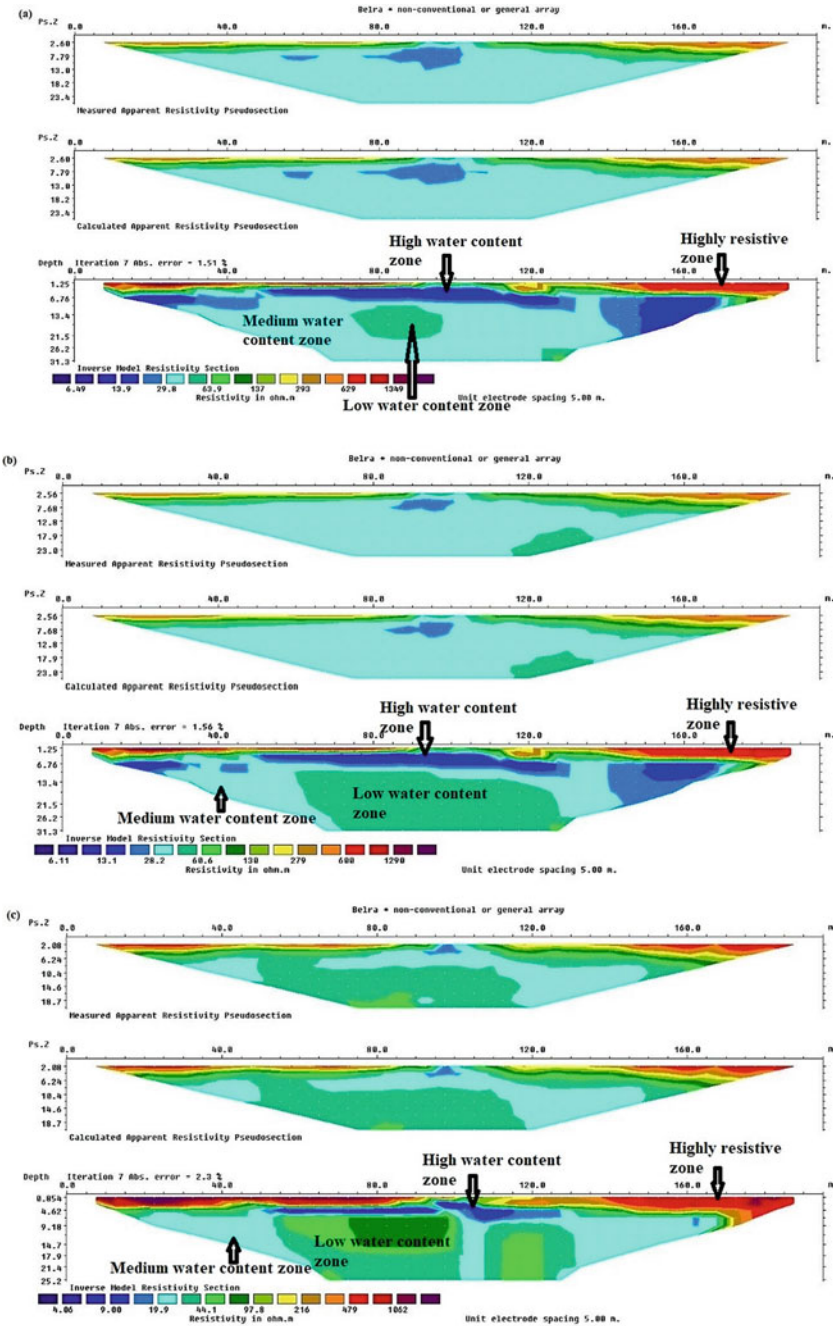 (a)
Belra * non-conventional or general array
Ps.Z 0.0 40.0 80.0 120.0 160.0 m.
2.60
7.79
13.0
18.2
23.4
Measured Apparent Resistivity Pseudosection
Ps.Z 0.0 40.0 80.0 120.0 160.0 m.
2.60
7.79
13.0
18.2
23.4
Calculated Apparent Resistivity Pseudosection
High water content
zone
Highly resistive
zone
Depth Iteration 7 Abs. error = 1.51 %
0.0 80.0 120.0 160.0 m.
1.25
6.76
13.4
21.5
26.2
31.3
Medium water
content zone
Inverse Model Resistivity Section
6.49 13.9 29.8 63.9 137 293 629 1349
Resistivity in ohm.m
Low water content zone
Unit electrode spacing 5.00 m.
(b)
Belra * non-conventional or general array
Ps.Z 0.0 40.0 80.0 120.0 160.0 m.
2.56
7.68
12.8
17.9
23.0
Measured Apparent Resistivity Pseudosection
Ps.Z 0.0 40.0 80.0 120.0 160.0 m.
2.56
7.68
12.8
17.9
23.0
Calculated Apparent Resistivity Pseudosection
High water content
zone
Highly resistive
zone
Depth Iteration 7 Abs. error = 1.56 %
0.0 40.0 80.0 120.0 160.0 m.
1.25
6.76
13.4
21.5
26.2
31.3
Low water content
zone
Medium water content zone
Inverse Model Resistivity Section
6.11 13.1 28.2 60.6 130 279 600 1290
Resistivity in ohm.m
Unit electrode spacing 5.00 m.
(c)
Belra * non-conventional or general array
Ps.Z 0.0 40.0 80.0 120.0 160.0 m
2.08
6.24
10.4
14.6
18.7
Measured Apparent Resistivity Pseudosection
Ps.Z 0.0 40.0 80.0 120.0 160.0 m.
2.08
6.24
10.4
14.6
18.7
Calculated Apparent Resistivity Pseudosection
High water content
zone
Highly resistive
zone
Depth Iteration 7 Abs. error = 2.3 %
0.0 40.0 80.0 120.0 160.0 m.
0.854
4.62
9.18
14.7
17.9
21.4
25.2
Low water content
zone
Medium water content zone
Inverse Model Resistivity Section
4.06 9.00 19.9 44.1 97.8 216 479 1062
Resistivity in ohm.m
Unit electrode spacing 5.00 m.